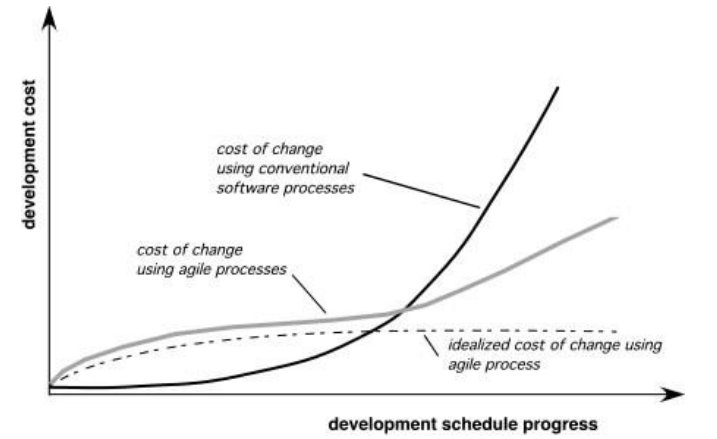 development cost
cost of change
using conventional
software processes
cost of change
using agile processes
idealized cost of change using
agile process
development schedule progress